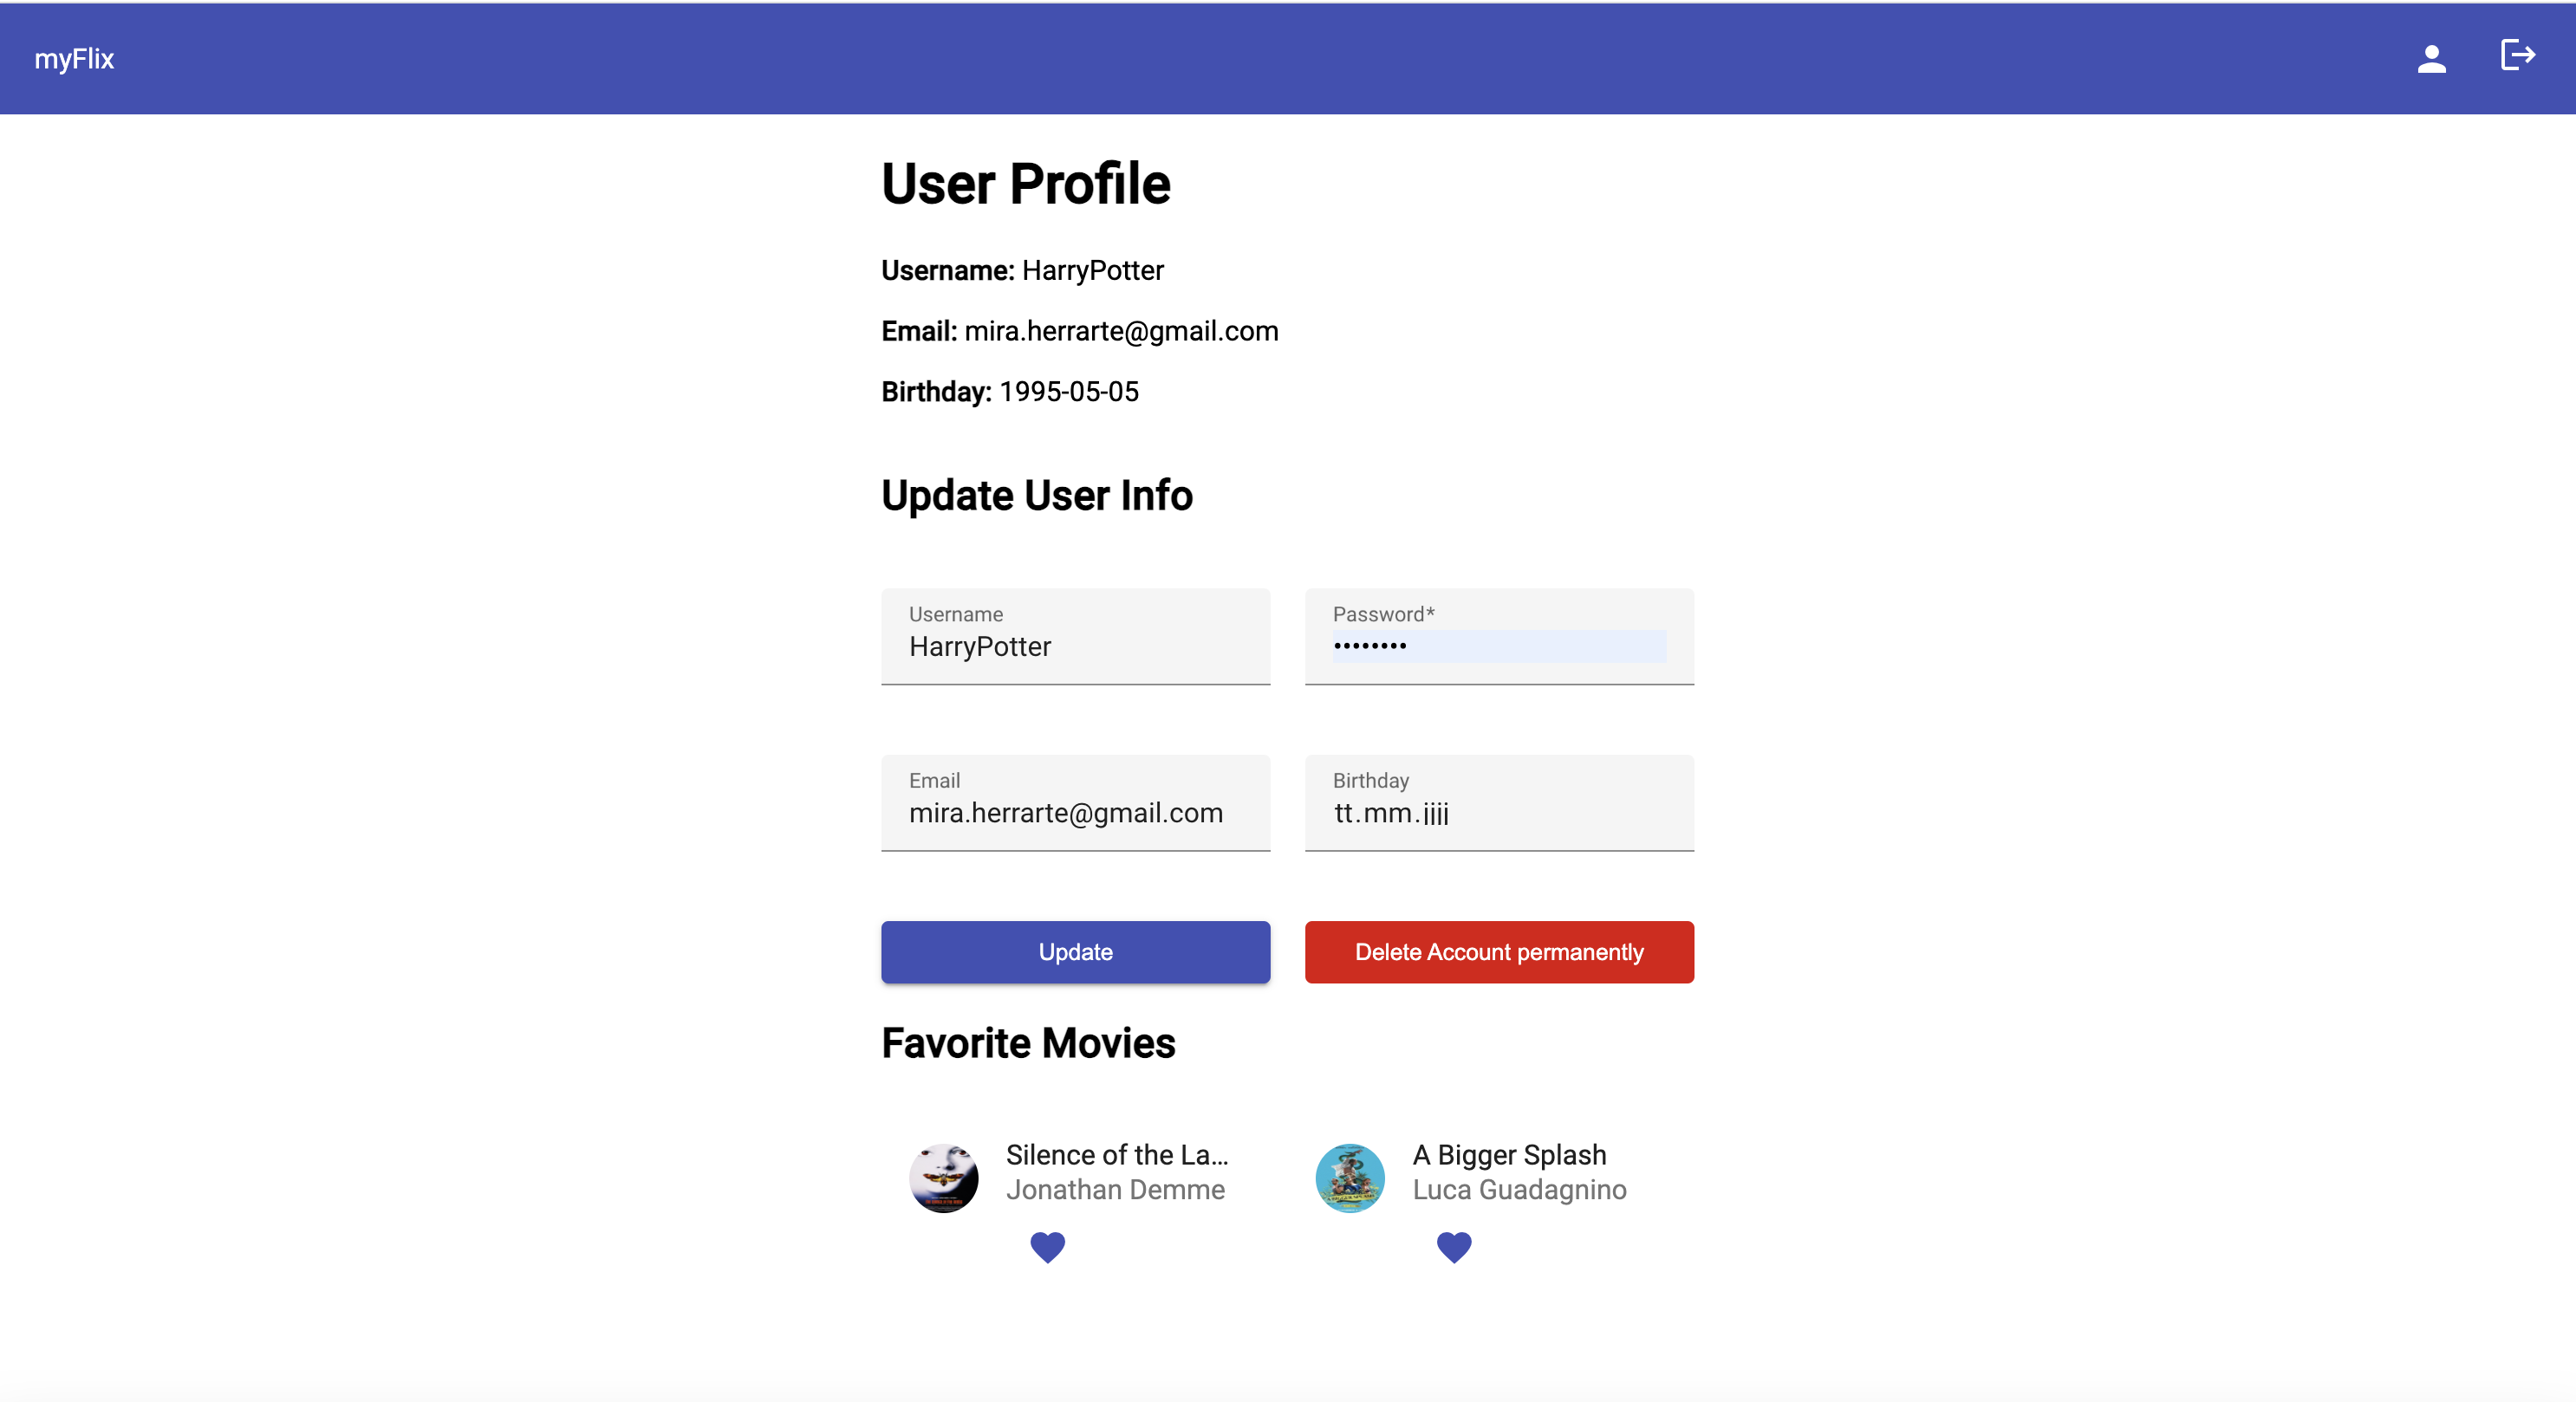 myFlix
User Profile
Username: HarryPotter
Email: mira.herrarte@gmail.com
Birthday: 1995-05-05
Update User Info
Username
HarryPotter
Password*
••••••••
Email
mira.herrarte@gmail.com
Birthday
tt.mm.jjjj
Update
Delete Account permanently
Favorite Movies
Silence of the La...
Jonathan Demme
A Bigger Splash
Luca Guadagnino